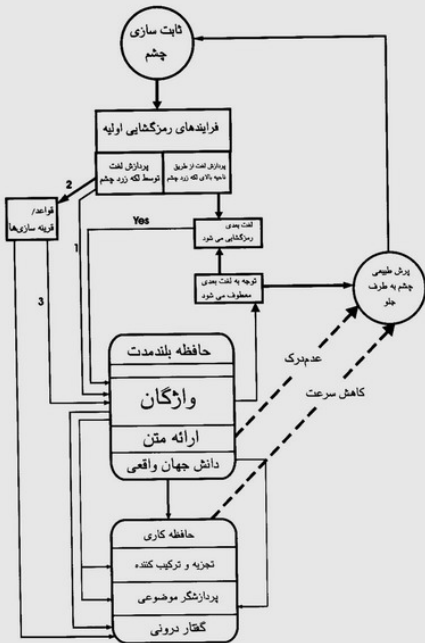 ثابت سازی
چشم
فرایندهای رمزگشایی اولیه
پردازش لغت از طریق
ناحیه بالای لکه زرد چشم
پردازش لغت
توسط لکه زرد چشم
2
قواعد/
قرینه سازی‌ها
1
3
Yes
لغت بعدی
رمزگشایی می شود
توجه به لغت بعدی
معطوف می شود
پرش طبیعی
چشم به طرف
جلو
عدم‌درک
کاهش سرعت
حافظه بلندمدت
واژگان
ارائه متن
دانش جهان واقعی
حافظه کاری
تجزیه و ترکیب کننده
پردازشگر موضوعی
گفتار درونی